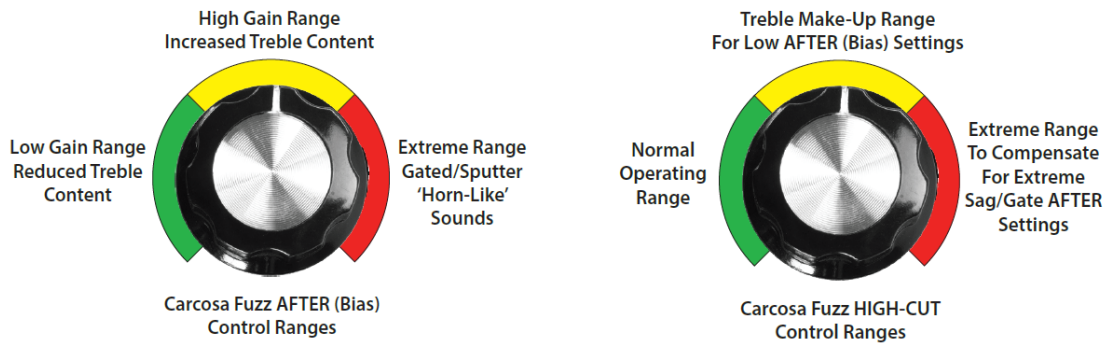 High Gain Range
Increased Treble Content
Low Gain Range
Reduced Treble
Content
Extreme Range
Gated/Sputter
‘Horn-Like’
Sounds
Carcosa Fuzz AFTER (Bias)
Control Ranges
Treble Make-Up Range
For Low AFTER (Bias) Settings
Normal
Operating
Range
Extreme Range
To Compensate
For Extreme
Sag/Gate AFTER
Settings
Carcosa Fuzz HIGH-CUT
Control Ranges